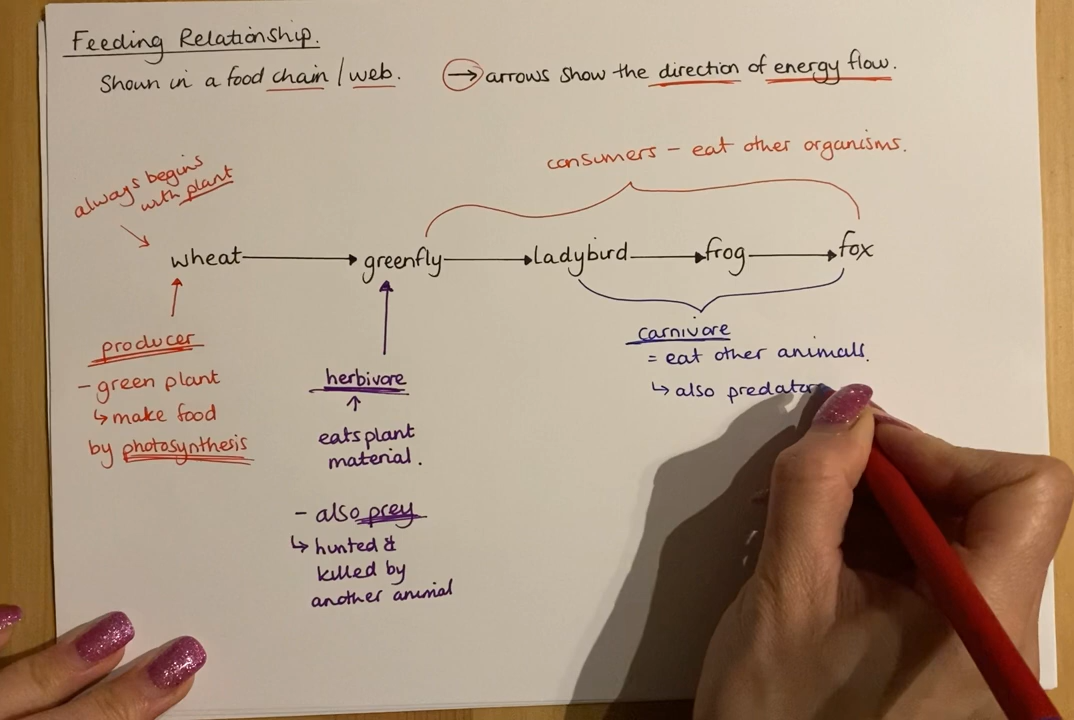 Feeding Relationship.
Shown in a food chain / web.
→ arrows show the direction of energy flow.
consumers - eat other organisms.
always begins
with plant
wheat → greenfly → ladybird → frog → fox
producer
- green plant
↳ make food
by photosynthesis
herbivore
↑
eats plant
material.
- also prey
↳ hunted &
killed by
another animal
carnivore
= eat other animals.
↳ also